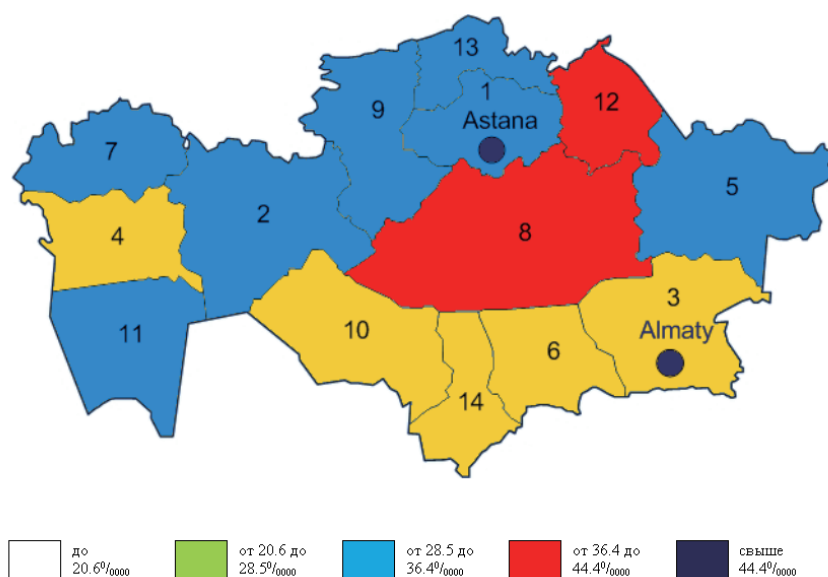 13
1
Astana
12
9
7
5
2
4
8
3
11
10
Almaty
6
14
до
20.6⁰/₀₀₀₀
от 20.6 до
28.5⁰/₀₀₀₀
от 28.5 до
36.4⁰/₀₀₀₀
от 36.4 до
44.4⁰/₀₀₀₀
свыше
44.4⁰/₀₀₀₀